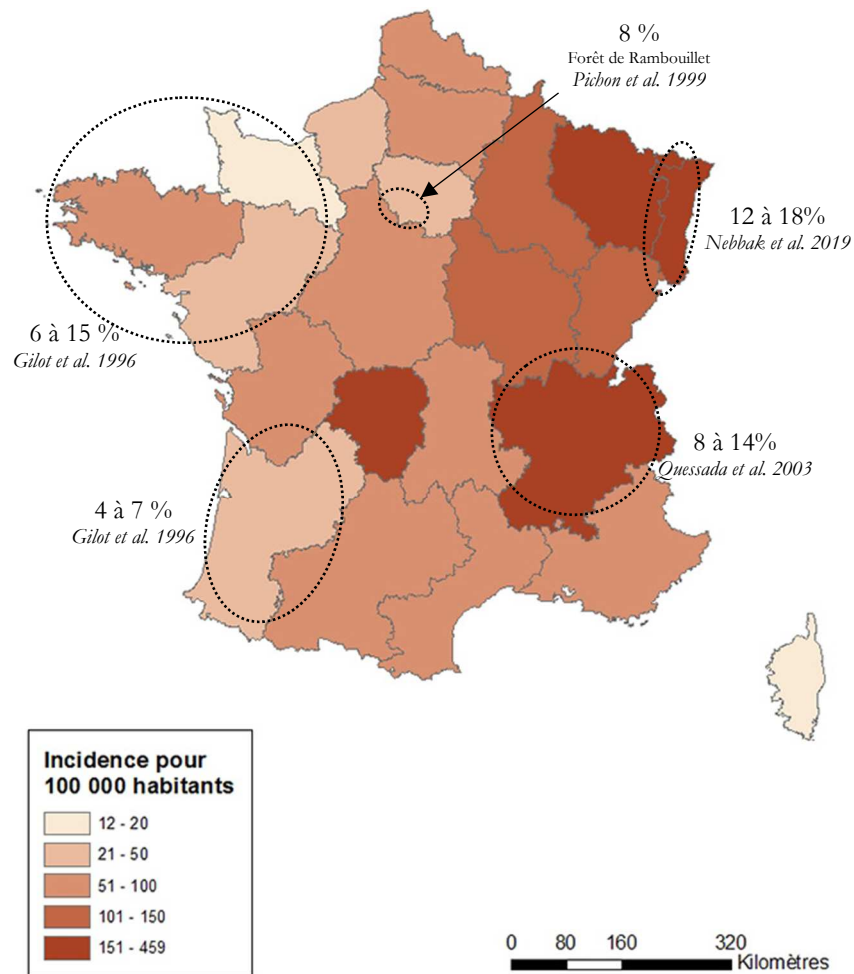 8 %
Forêt de Rambouillet
Pichon et al. 1999
12 à 18%
Nebbak et al. 2019
6 à 15 %
Gilot et al. 1996
8 à 14%
Quessada et al. 2003
4 à 7 %
Gilot et al. 1996
Incidence pour
100 000 habitants
12 - 20
21 - 50
51 - 100
101 - 150
151 - 459
0 80 160 320
Kilomètres